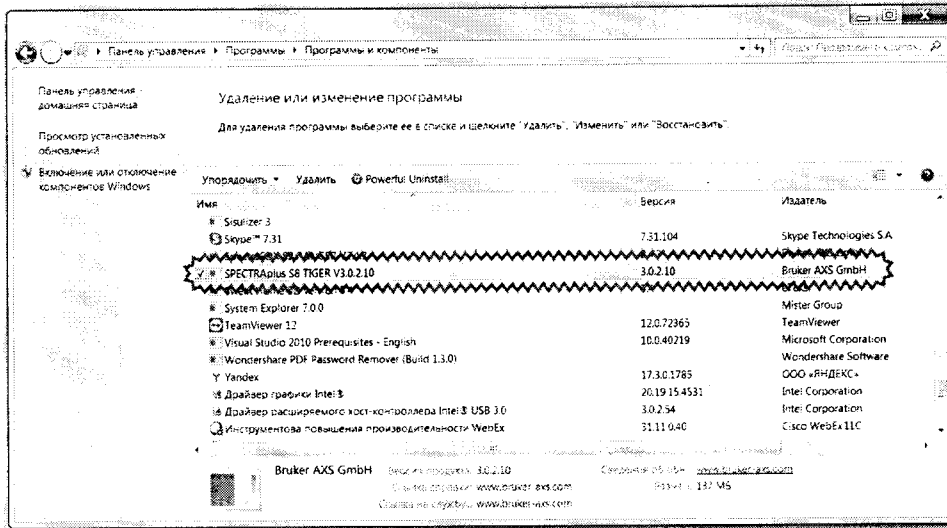 Панель управления ▸ Программы ▸ Программы и компоненты
Панель управления - домашняя страница
Просмотр установленных обновлений
Включение или отключение компонентов Windows
Удаление или изменение программы
Для удаления программы выберите ее в списке и щелкните "Удалить", "Изменить" или "Восстановить".
Упорядочить Удалить Powerful Uninstall
Имя Версия Издатель
Sisulizer 3
Skype™ 7.31 7.31.104 Skype Technologies S.A
SPECTRAplus S8 TIGER V3.0.2.10 3.0.2.10 Bruker AXS GmbH
System Explorer 7.0.0 Mister Group
TeamViewer 12 12.0.72365 TeamViewer
Visual Studio 2010 Prerequisites - English 10.0.40219 Microsoft Corporation
Wondershare PDF Password Remover (Build 1.3.0) Wondershare Software
Yandex 17.3.0.1785 ООО «ЯНДЕКС»
Драйвер графики Intel® 20.19.15.4531 Intel Corporation
Драйвер расширяемого хост-контроллера Intel® USB 3.0 3.0.2.54 Intel Corporation
Инструментова повышения производительности WebEx 31.11.0.40 Cisco WebEx LLC
Bruker AXS GmbH Версия продукта: 3.0.2.10 www.bruker-axs.com
www.bruker-axs.com Размер: 137 МБ
www.bruker-axs.com